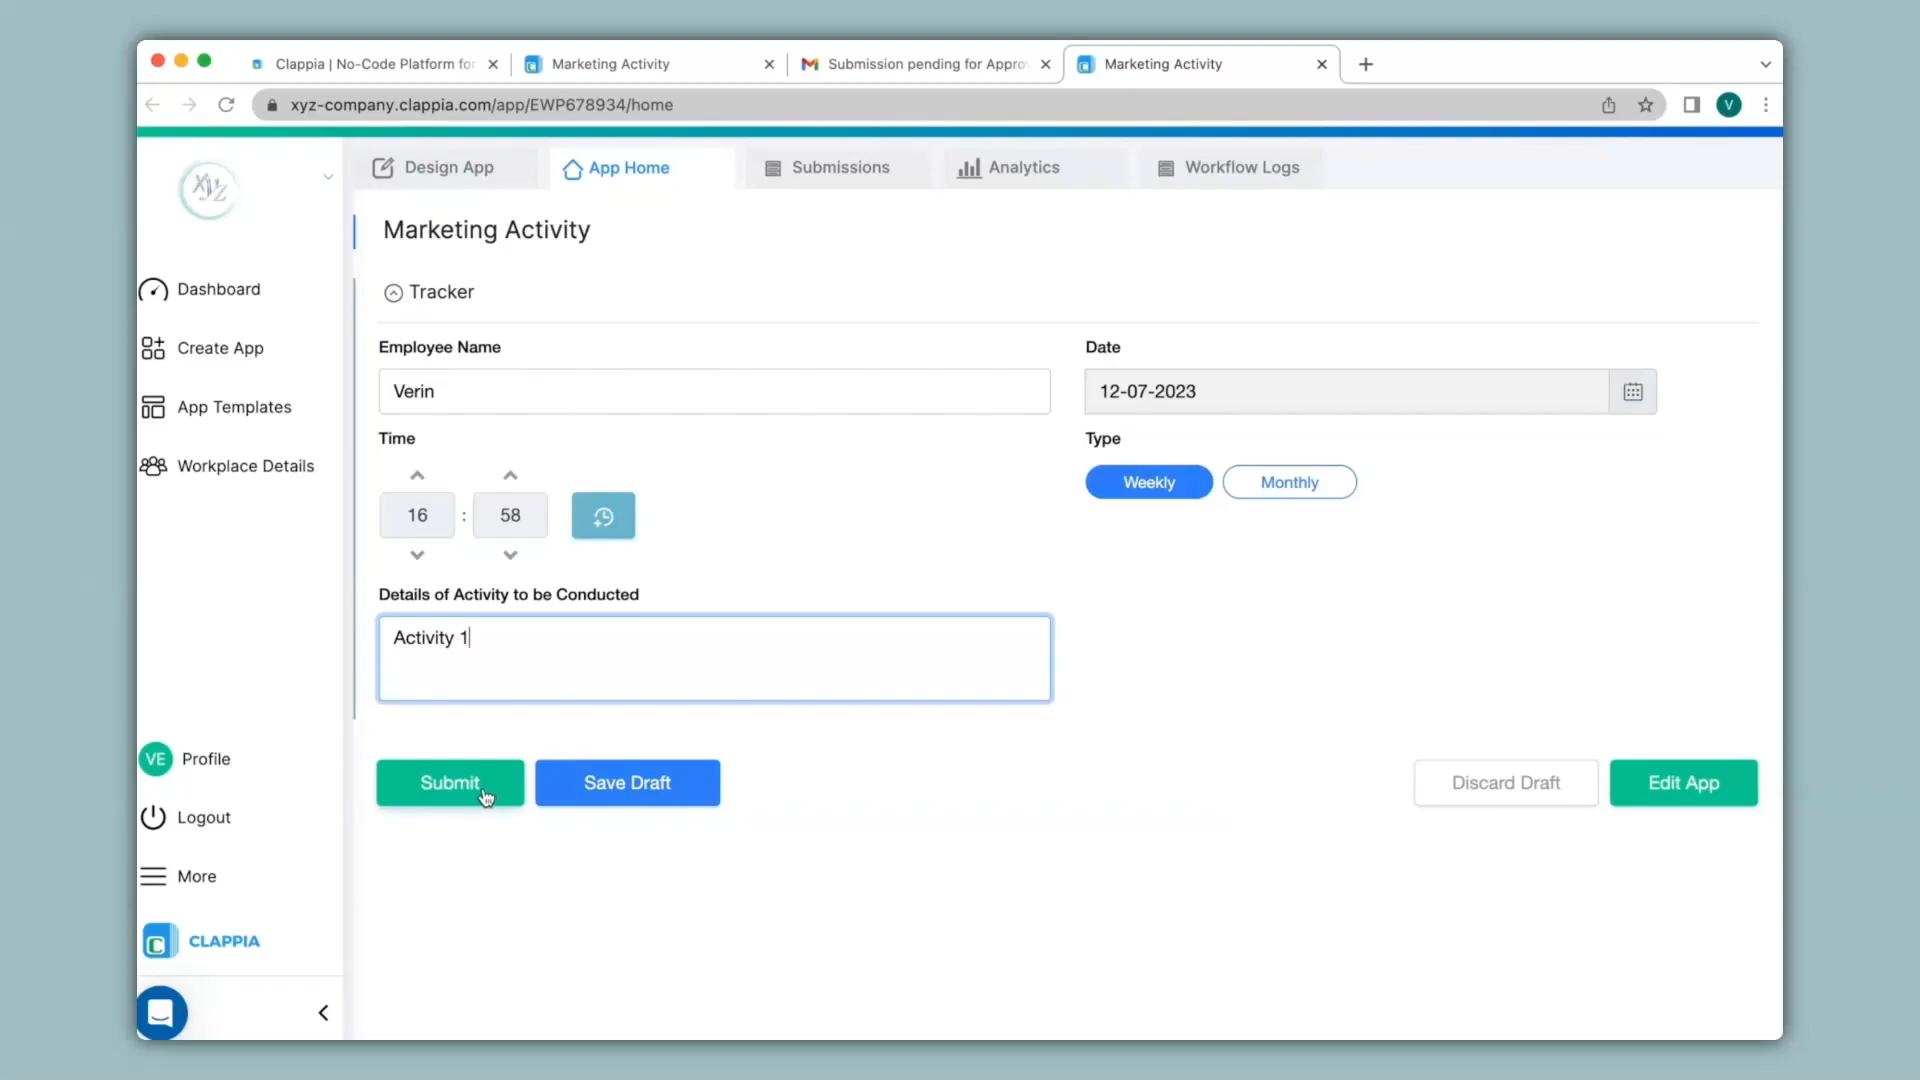 Clappia | No-Code Platform for
Marketing Activity
Submission pending for Approv
Marketing Activity
xyz-company.clappia.com/app/EWP678934/home
V
xyz
Design App
App Home
Submissions
Analytics
Workflow Logs
Marketing Activity
Dashboard
Create App
App Templates
Workplace Details
Tracker
Employee Name
Verin
Date
12-07-2023
Time
16 : 58
Type
Weekly
Monthly
Details of Activity to be Conducted
Activity 1
Submit
Save Draft
Discard Draft
Edit App
VE Profile
Logout
More
C CLAPPIA